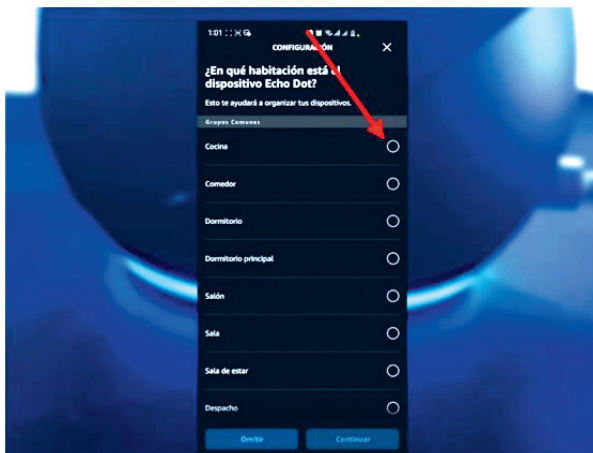 1:01
CONFIGURACIÓN
¿En qué habitación está el
dispositivo Echo Dot?
Esto te ayudará a organizar tus dispositivos.
Grupos Comunes
Cocina
Comedor
Dormitorio
Dormitorio principal
Salón
Sala
Sala de estar
Despacho
Omitir
Continuar